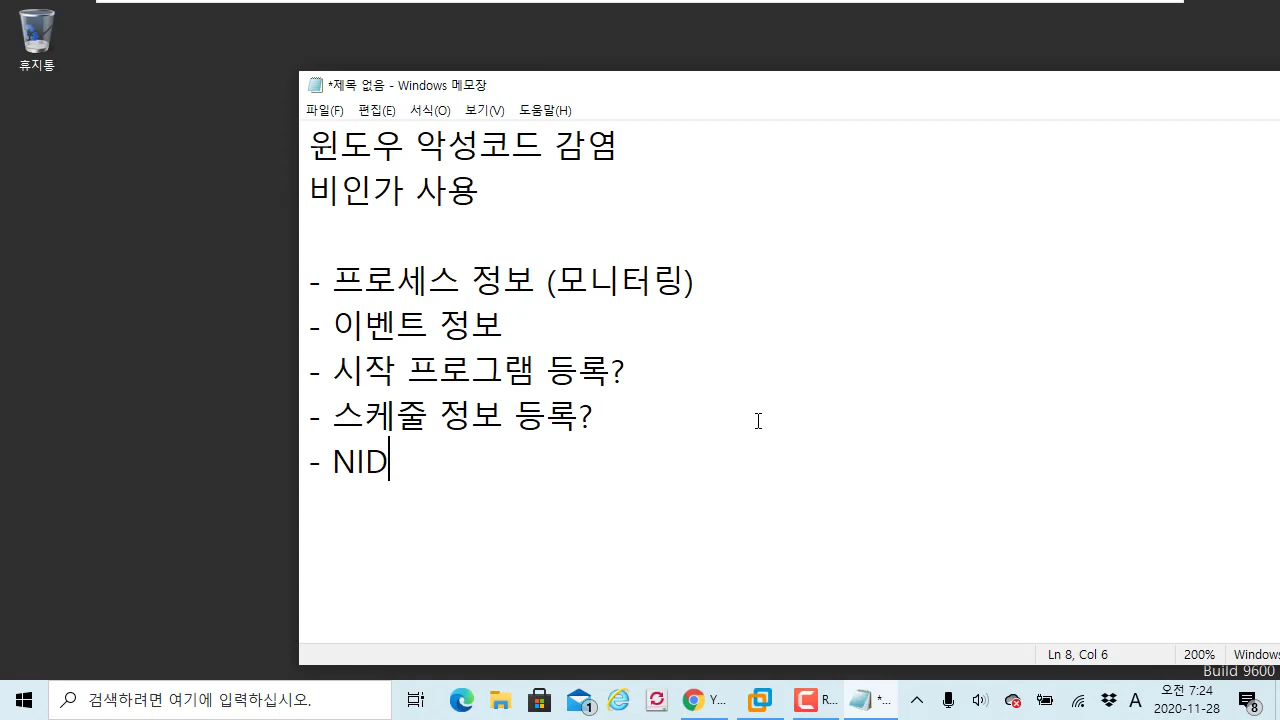 휴지통
*제목 없음 - Windows 메모장
파일(F) 편집(E) 서식(O) 보기(V) 도움말(H)
윈도우 악성코드 감염
비인가 사용
- 프로세스 정보 (모니터링)
- 이벤트 정보
- 시작 프로그램 등록?
- 스케줄 정보 등록?
- NID
Ln 8, Col 6 200% Windows
Build 9600
검색하려면 여기에 입력하십시오.
1
Y...
R...
*...
A
오전 7:24
2020-11-28
8